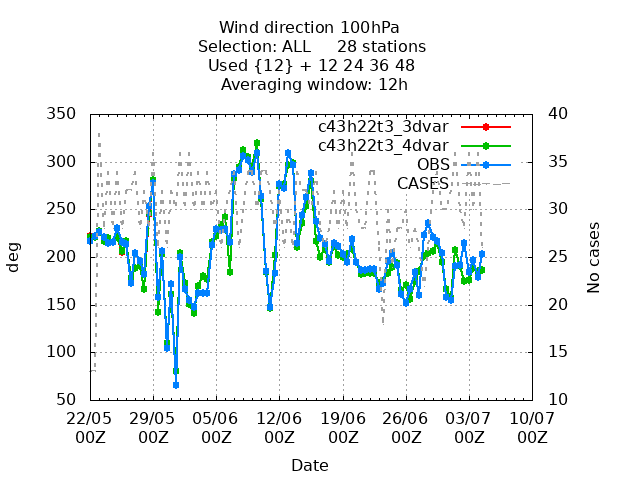 Wind direction 100hPa
Selection: ALL     28 stations
Used {12} + 12 24 36 48
Averaging window: 12h
c43h22t3_3dvar
c43h22t3_4dvar
OBS
CASES
350
300
250
200
150
100
50
deg
40
35
30
25
20
15
10
No cases
22/05 29/05 05/06 12/06 19/06 26/06 03/07 10/07
00Z 00Z 00Z 00Z 00Z 00Z 00Z 00Z
Date